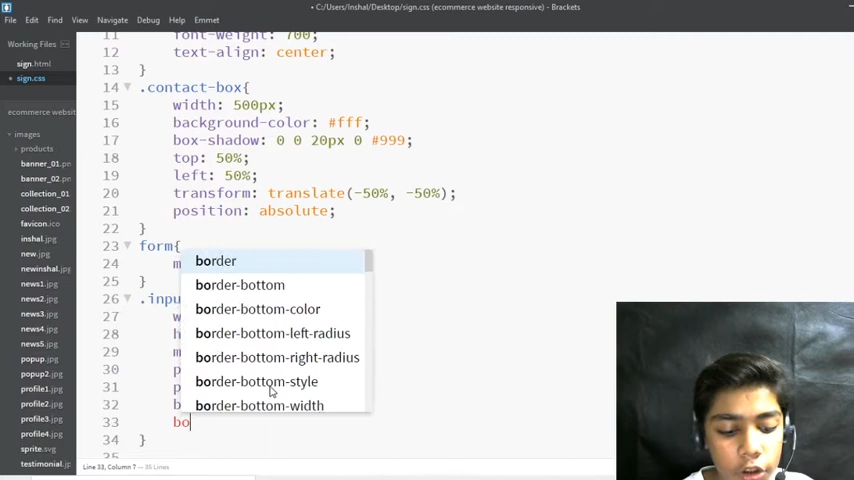 • C:/Users/Inshal/Desktop/sign.css (ecommerce website responsive) - Brackets
File Edit Find View Navigate Debug Help Emmet
Working Files
sign.html
• sign.css
ecommerce websit
images
products
banner_01.pn
banner_02.pn
collection_01
collection_02
favicon.ico
inshal.jpg
new.jpg
newinshal.jpg
news1.jpg
news2.jpg
news3.jpg
news4.jpg
news5.jpg
popup.jpg
profile1.jpg
profile2.jpg
profile3.jpg
profile4.jpg
sprite.svg
testimonial.jp
11 font-weight: 700;
12 text-align: center;
13 }
14 .contact-box{
15 width: 500px;
16 background-color: #fff;
17 box-shadow: 0 0 20px 0 #999;
18 top: 50%;
19 left: 50%;
20 transform: translate(-50%, -50%);
21 position: absolute;
22 }
23 form{
24 m
25 }
26 .inpu
27 w
28 h
29 m
30 p
31 p
32 b
33 bo
34 }
35
border
border-bottom
border-bottom-color
border-bottom-left-radius
border-bottom-right-radius
border-bottom-style
border-bottom-width
Line 33, Column 7 — 35 Lines